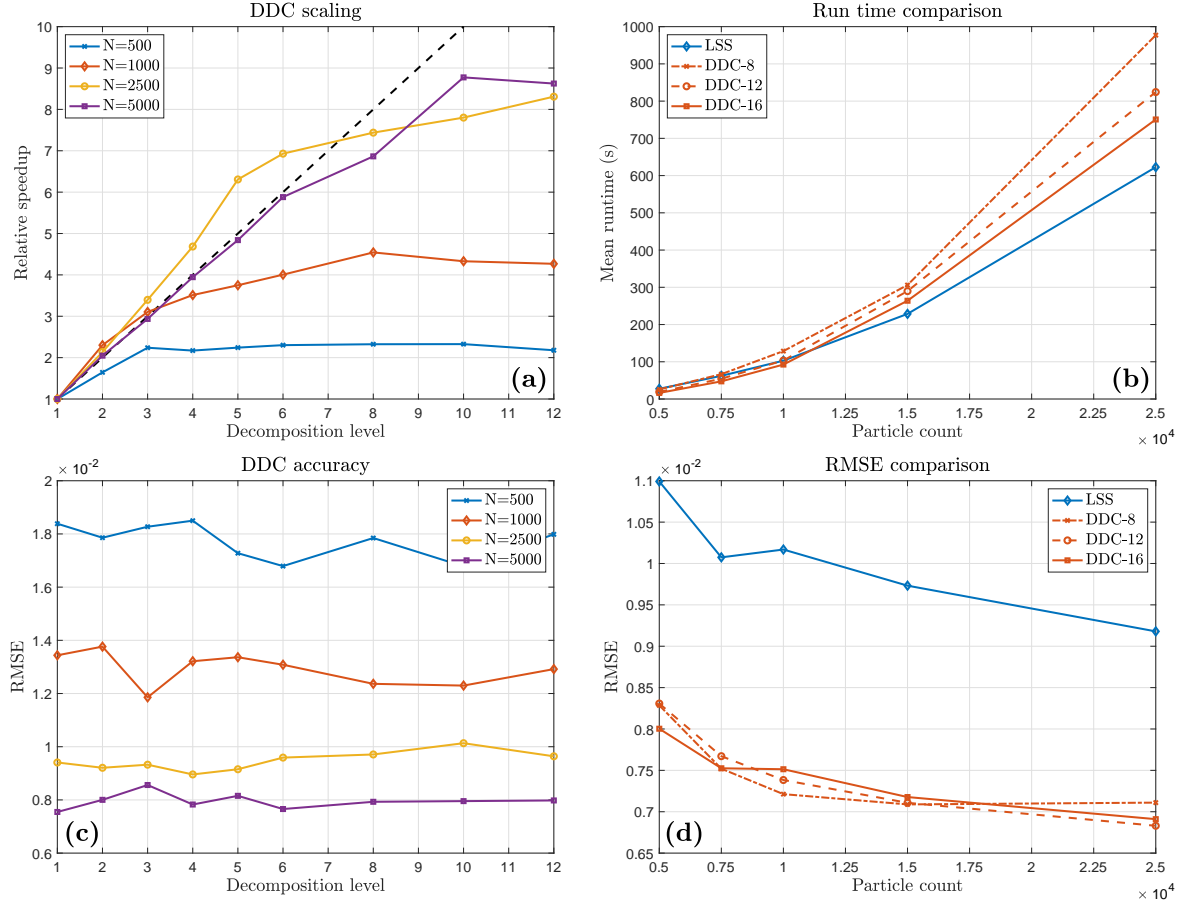 DDC scaling
10
9
8
7
6
5
4
3
2
1
Relative speedup
N=500
N=1000
N=2500
N=5000
(a)
1 2 3 4 5 6 7 8 9 10 11 12
Decomposition level
Run time comparison
1000
900
800
700
600
500
400
300
200
100
0
Mean runtime (s)
LSS
DDC-8
DDC-12
DDC-16
(b)
0.5 0.75 1 1.25 1.5 1.75 2 2.25 2.5
Particle count
× 10⁴
DDC accuracy
× 10⁻²
2
1.8
1.6
1.4
1.2
1
0.8
0.6
RMSE
N=500
N=1000
N=2500
N=5000
(c)
1 2 3 4 5 6 7 8 9 10 11 12
Decomposition level
RMSE comparison
× 10⁻²
1.1
1.05
1
0.95
0.9
0.85
0.8
0.75
0.7
0.65
RMSE
LSS
DDC-8
DDC-12
DDC-16
(d)
0.5 0.75 1 1.25 1.5 1.75 2 2.25 2.5
Particle count
× 10⁴